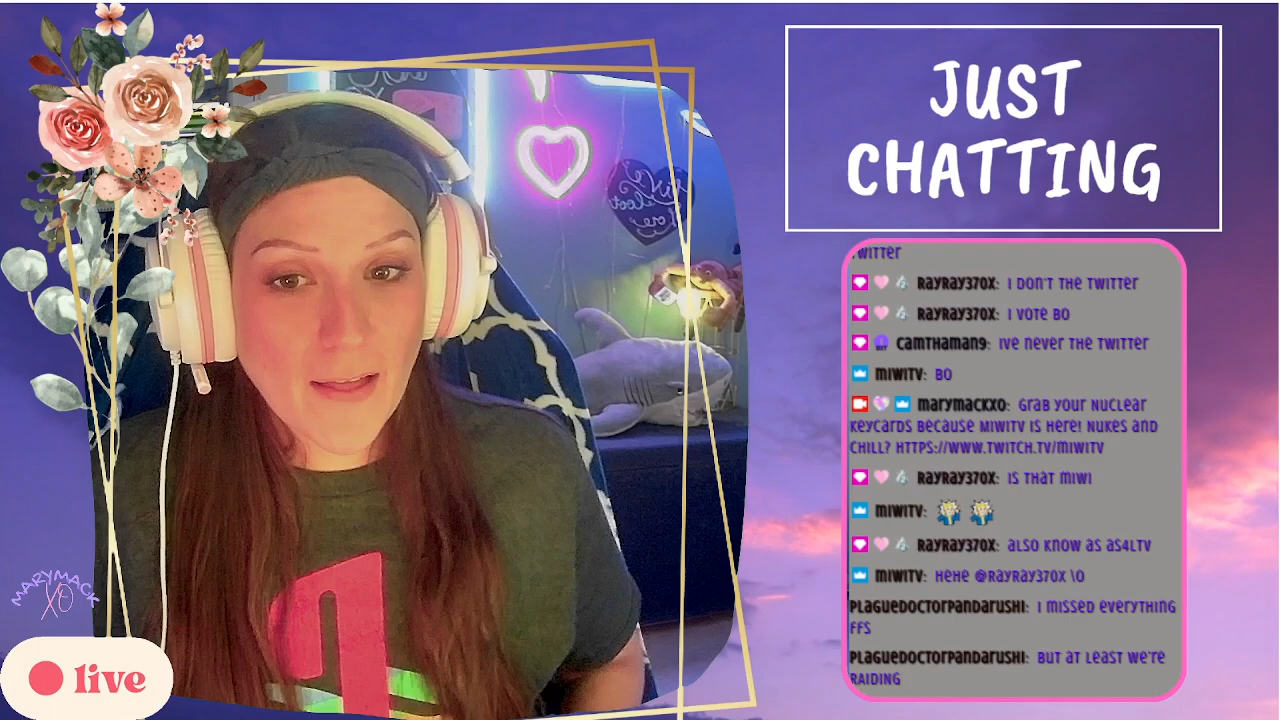 JUST
CHATTING
TWITTER
RAYRAY370X: I DON'T THE TWITTER
RAYRAY370X: I VOTE BO
CAMTHAMAN9: IVE NEVER THE TWITTER
MIWITV: BO
MARYMACKXO: GRAB YOUR NUCLEAR
KEYCARDS BECAUSE MIWITV IS HERE! NUKES AND
CHILL? HTTPS://WWW.TWITCH.TV/MIWITV
RAYRAY370X: IS THAT MIWI
MIWITV:
RAYRAY370X: ALSO KNOW AS AS4LTV
MIWITV: HEHE @RAYRAY370X \O
PLAGUEDOCTORPANDARUSHI: I MISSED EVERYTHING
FFS
PLAGUEDOCTORPANDARUSHI: BUT AT LEAST WE'RE
RAIDING
MARYMACK
XO
live